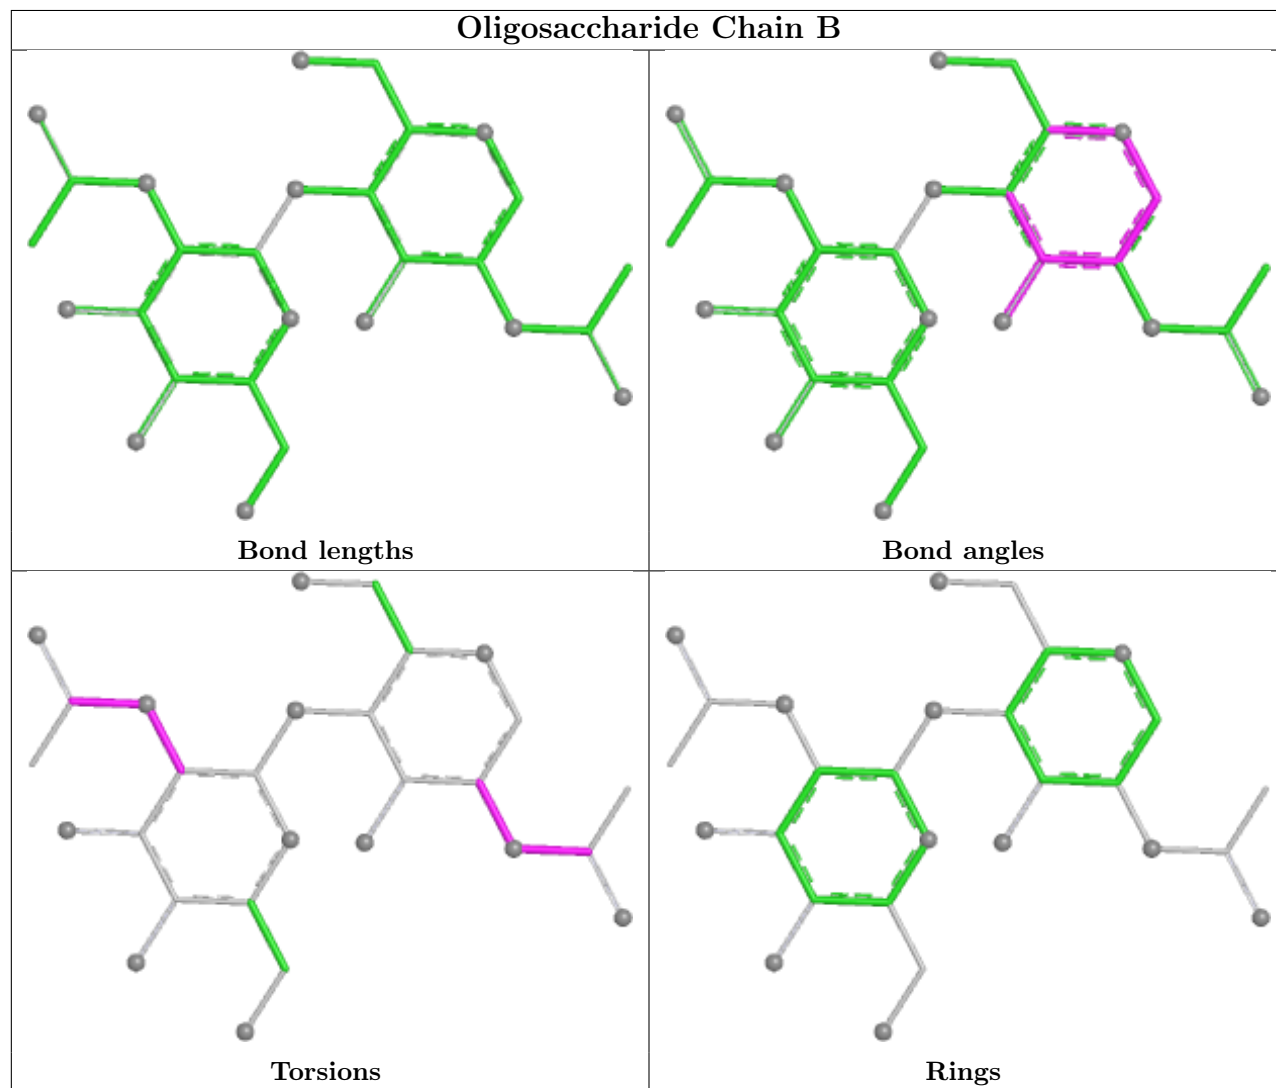 Oligosaccharide Chain B
Bond lengths
Bond angles
Torsions
Rings